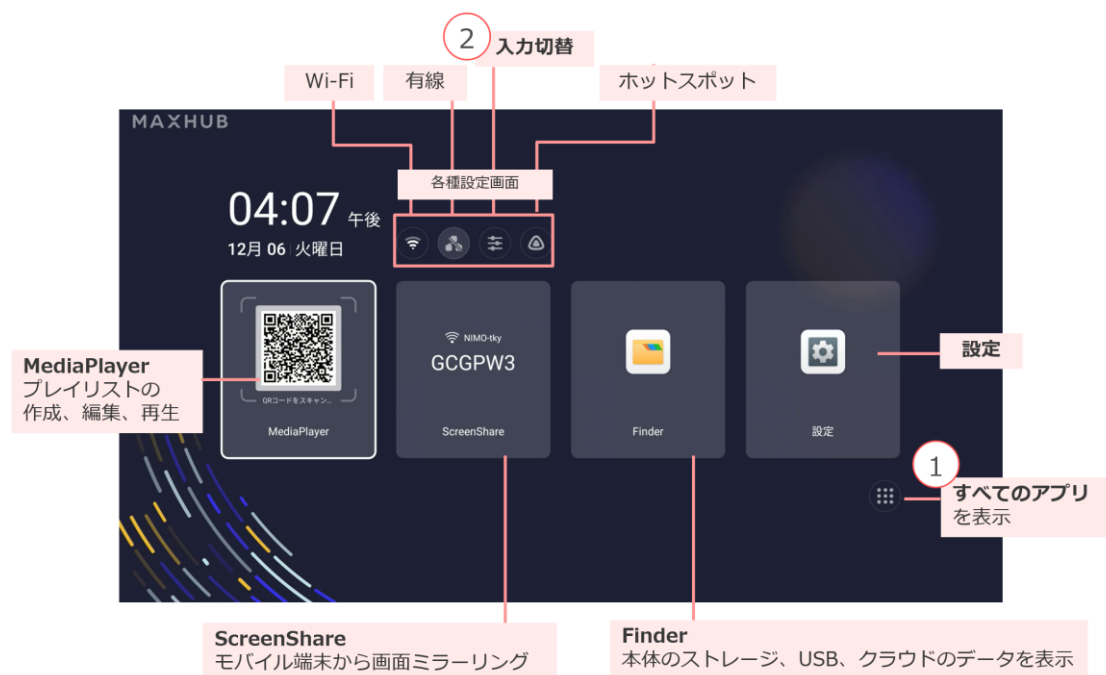 2
入力切替
Wi-Fi
有線
ホットスポット
MAXHUB
各種設定画面
04:07 午後
12月 06 火曜日
NIMO-tky
GCGPW3
QRコードをスキャン...
MediaPlayer
ScreenShare
Finder
設定
設定
MediaPlayer
プレイリストの
作成、編集、再生
1
すべてのアプリ
を表示
ScreenShare
モバイル端末から画面ミラーリング
Finder
本体のストレージ、USB、クラウドのデータを表示